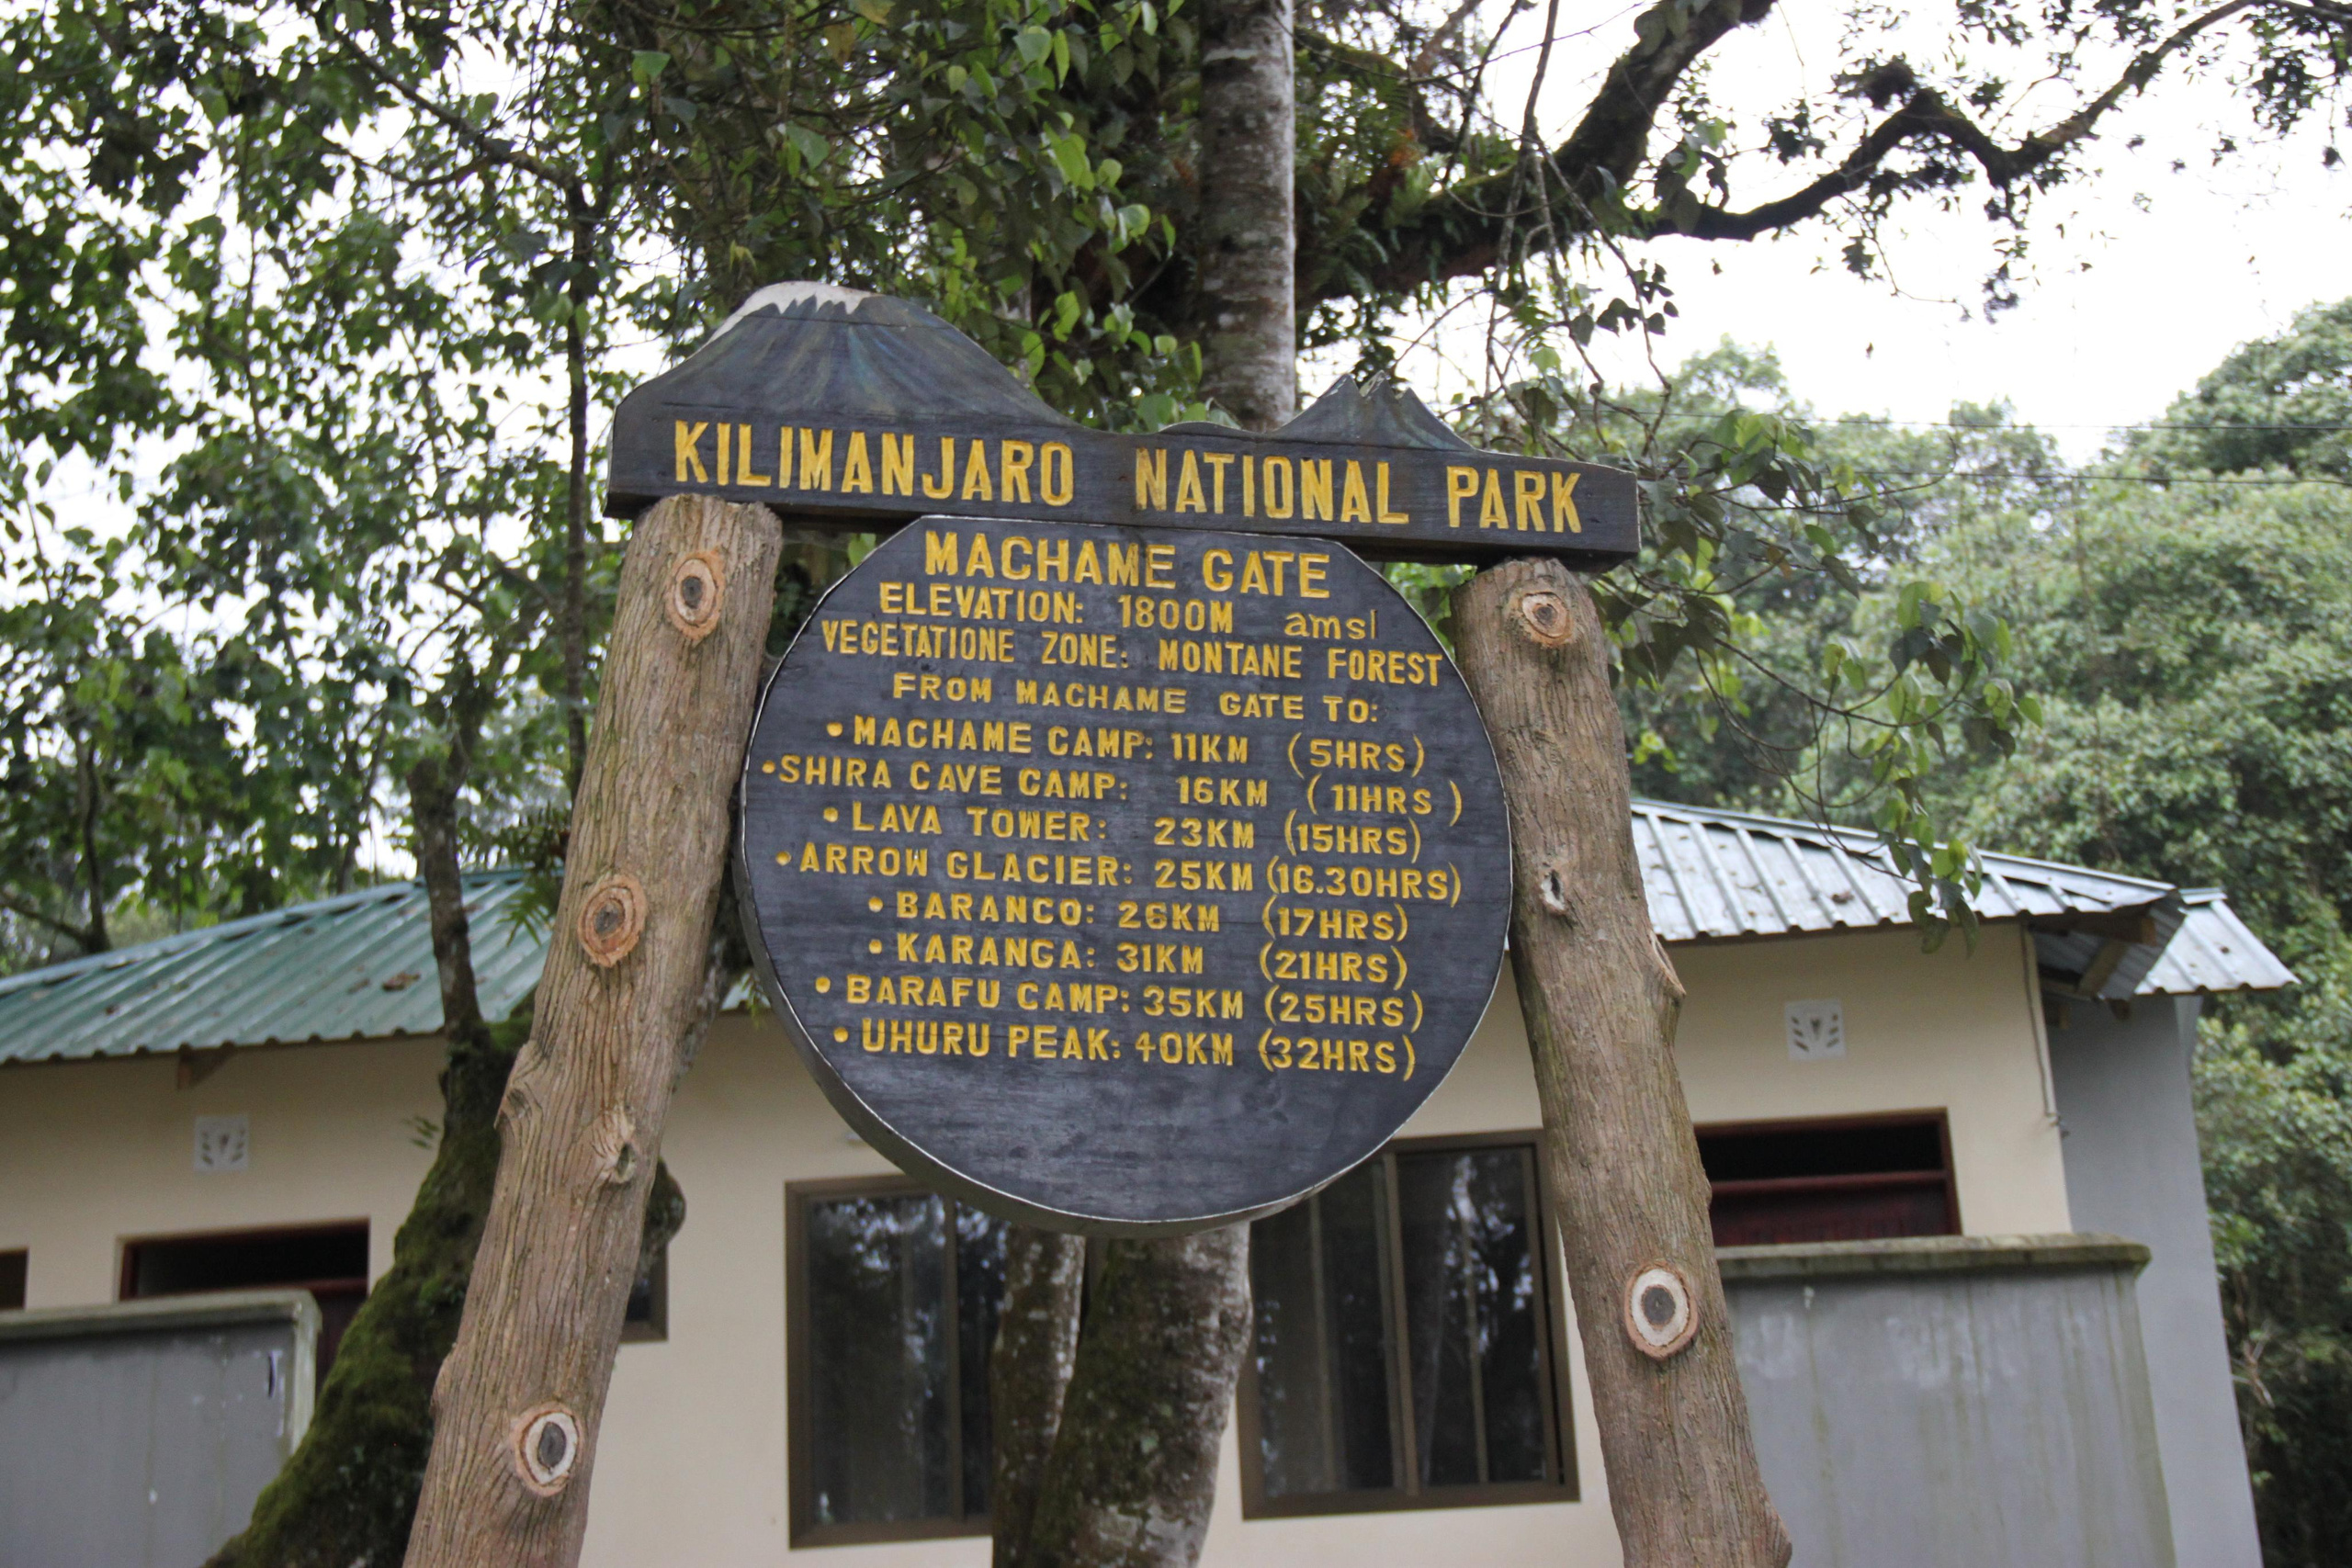 KILIMANJARO NATIONAL PARK
MACHAME GATE
ELEVATION: 1800M amsl
VEGETATIONE ZONE: MONTANE FOREST
FROM MACHAME GATE TO:
• MACHAME CAMP: 11KM (5HRS)
• SHIRA CAVE CAMP: 16KM (11HRS)
• LAVA TOWER: 23KM (15HRS)
• ARROW GLACIER: 25KM (16.30HRS)
• BARANCO: 26KM (17HRS)
• KARANGA: 31KM (21HRS)
• BARAFU CAMP: 35KM (25HRS)
• UHURU PEAK: 40KM (32HRS)